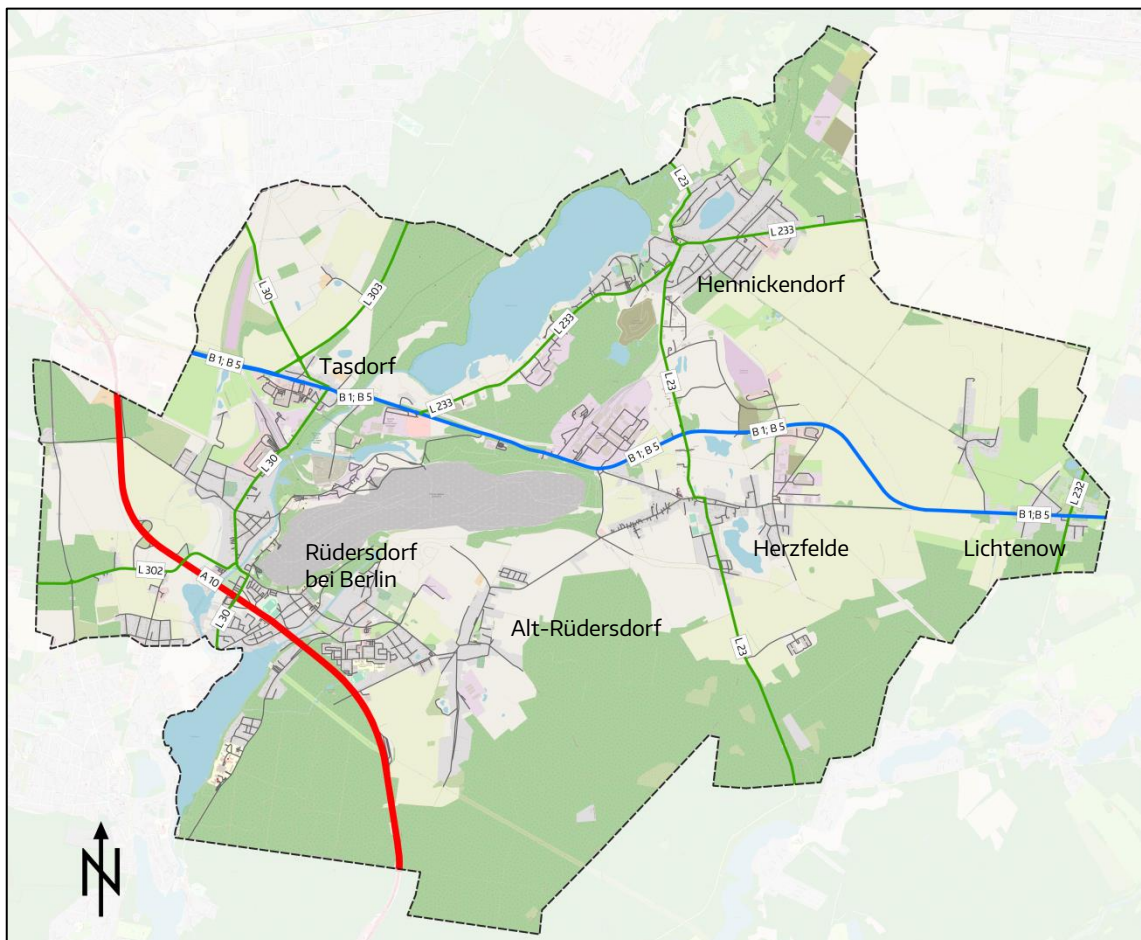 L 23
L 233
L 30
L 303
Hennickendorf
L 233
B 1; B 5
Tasdorf
L 23
B 1; B 5
L 233
B 1; B 5
B 1; B 5
L 30
L 232
B 1; B 5
Rüdersdorf
bei Berlin
Herzfelde
Lichtenow
L 302
A 10
L 30
Alt-Rüdersdorf
L 23
N